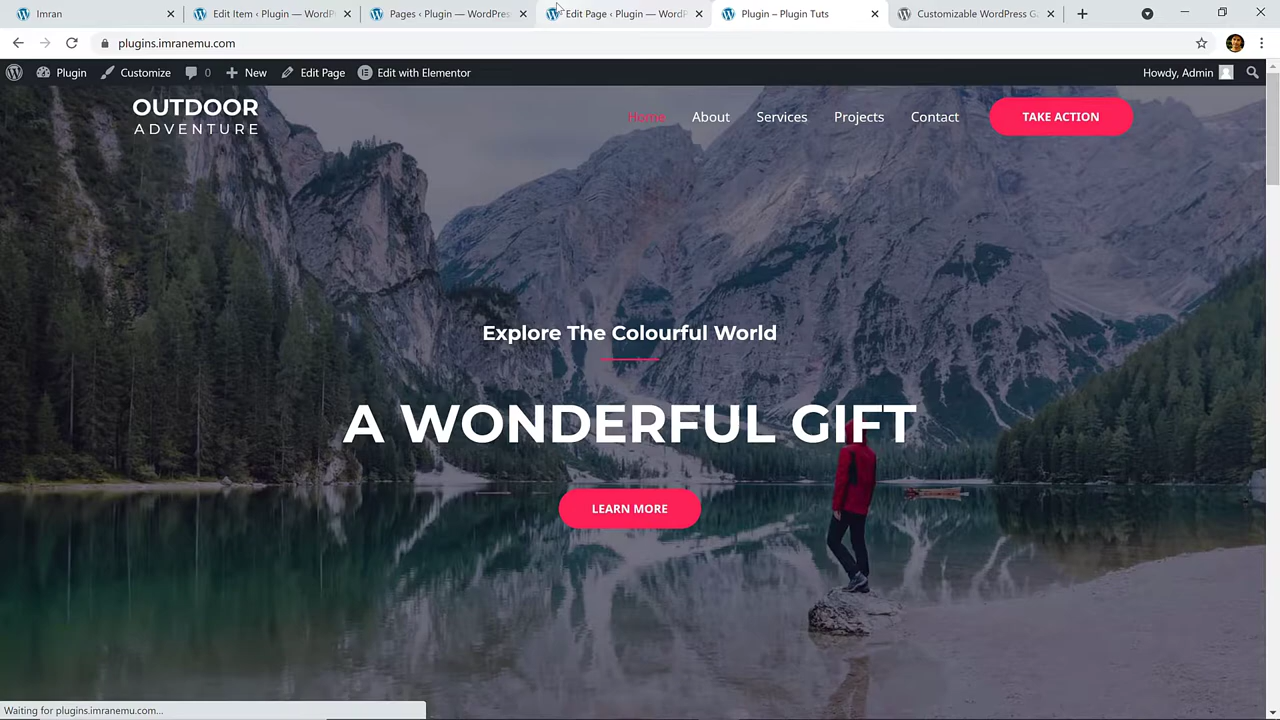 Imran
Edit Item ‹ Plugin — WordP
Pages ‹ Plugin — WordPress
Edit Page ‹ Plugin — WordP
Plugin – Plugin Tuts
Customizable WordPress G
plugins.imranemu.com
Plugin
Customize
0
New
Edit Page
Edit with Elementor
Howdy, Admin
OUTDOOR
ADVENTURE
Home
About
Services
Projects
Contact
TAKE ACTION
Explore The Colourful World
A WONDERFUL GIFT
LEARN MORE
Waiting for plugins.imranemu.com...